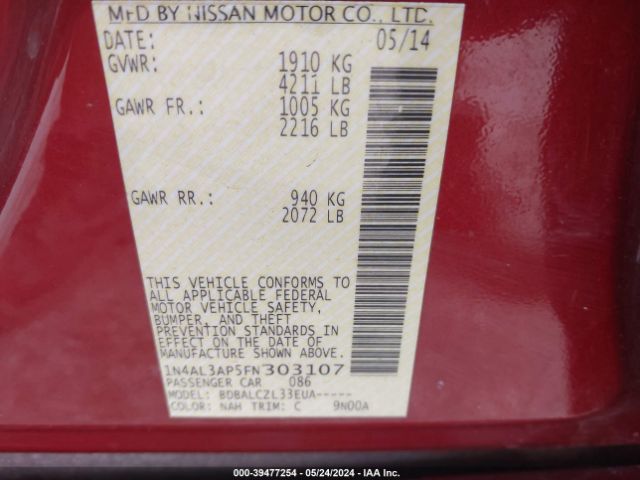 MFD BY NISSAN MOTOR CO., LTD.
DATE: 05/14
GVWR: 1910 KG
4211 LB
GAWR FR.: 1005 KG
2216 LB
GAWR RR.: 940 KG
2072 LB
THIS VEHICLE CONFORMS TO
ALL APPLICABLE FEDERAL
MOTOR VEHICLE SAFETY,
BUMPER, AND THEFT
PREVENTION STANDARDS IN
EFFECT ON THE DATE OF
MANUFACTURE SHOWN ABOVE.
1N4AL3AP5FN303107
PASSENGER CAR 086
MODEL: BDBALCZL33EUA-----
COLOR: NAH TRIM: C 9N00A
000-39477254 - 05/24/2024 - IAA Inc.